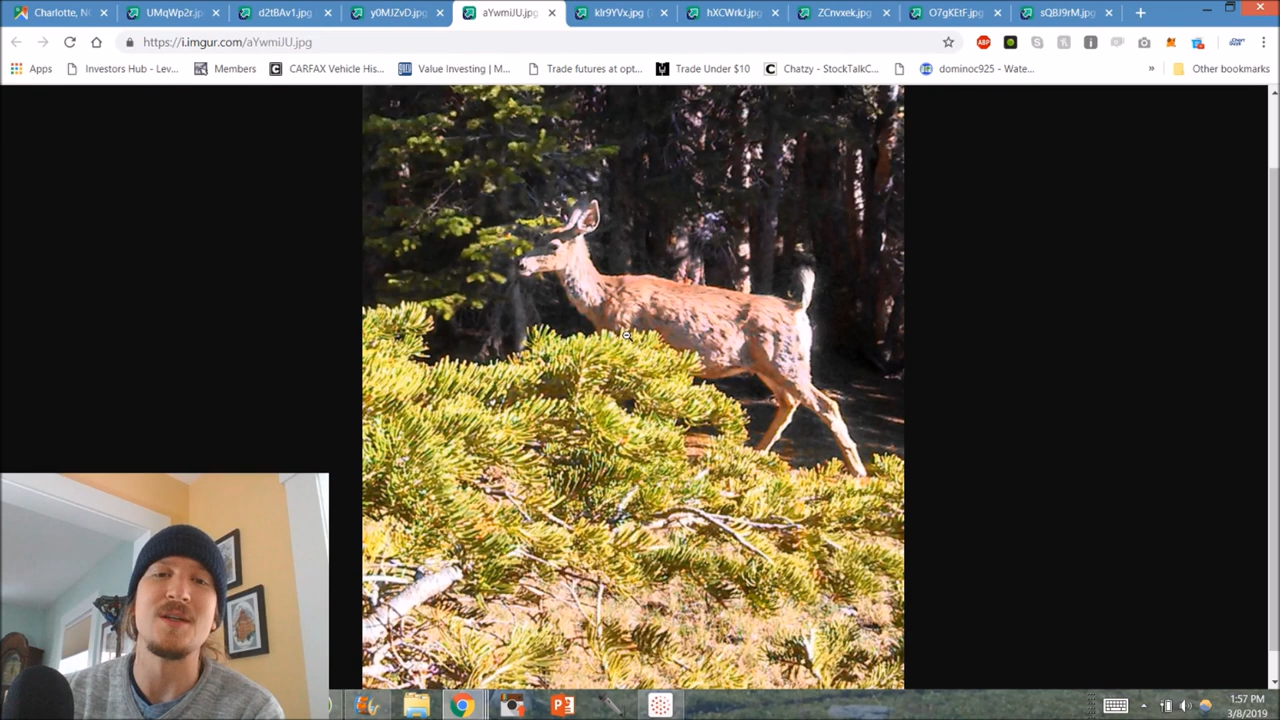 Charlotte, NC
UMqWp2r.jpg
d2tBAv1.jpg
y0MJZvD.jpg
aYwmiJU.jpg
klr9YVx.jpg
hXCWrkJ.jpg
ZCnvxek.jpg
O7gKEtF.jpg
sQBJ9rM.jpg
https://i.imgur.com/aYwmiJU.jpg
ABP
Apps
Investors Hub - Lev...
Members
CARFAX Vehicle His...
Value Investing | M...
Trade futures at opt...
Trade Under $10
Chatzy - StockTalkC...
dominoc925 - Wate...
»
Other bookmarks
1:57 PM
3/8/2019